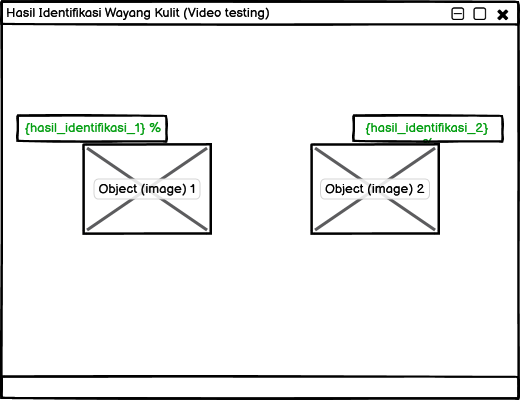 Hasil Identifikasi Wayang Kulit (Video testing)
{hasil_identifikasi_1} %
{hasil_identifikasi_2}
Object (image) 1
Object (image) 2